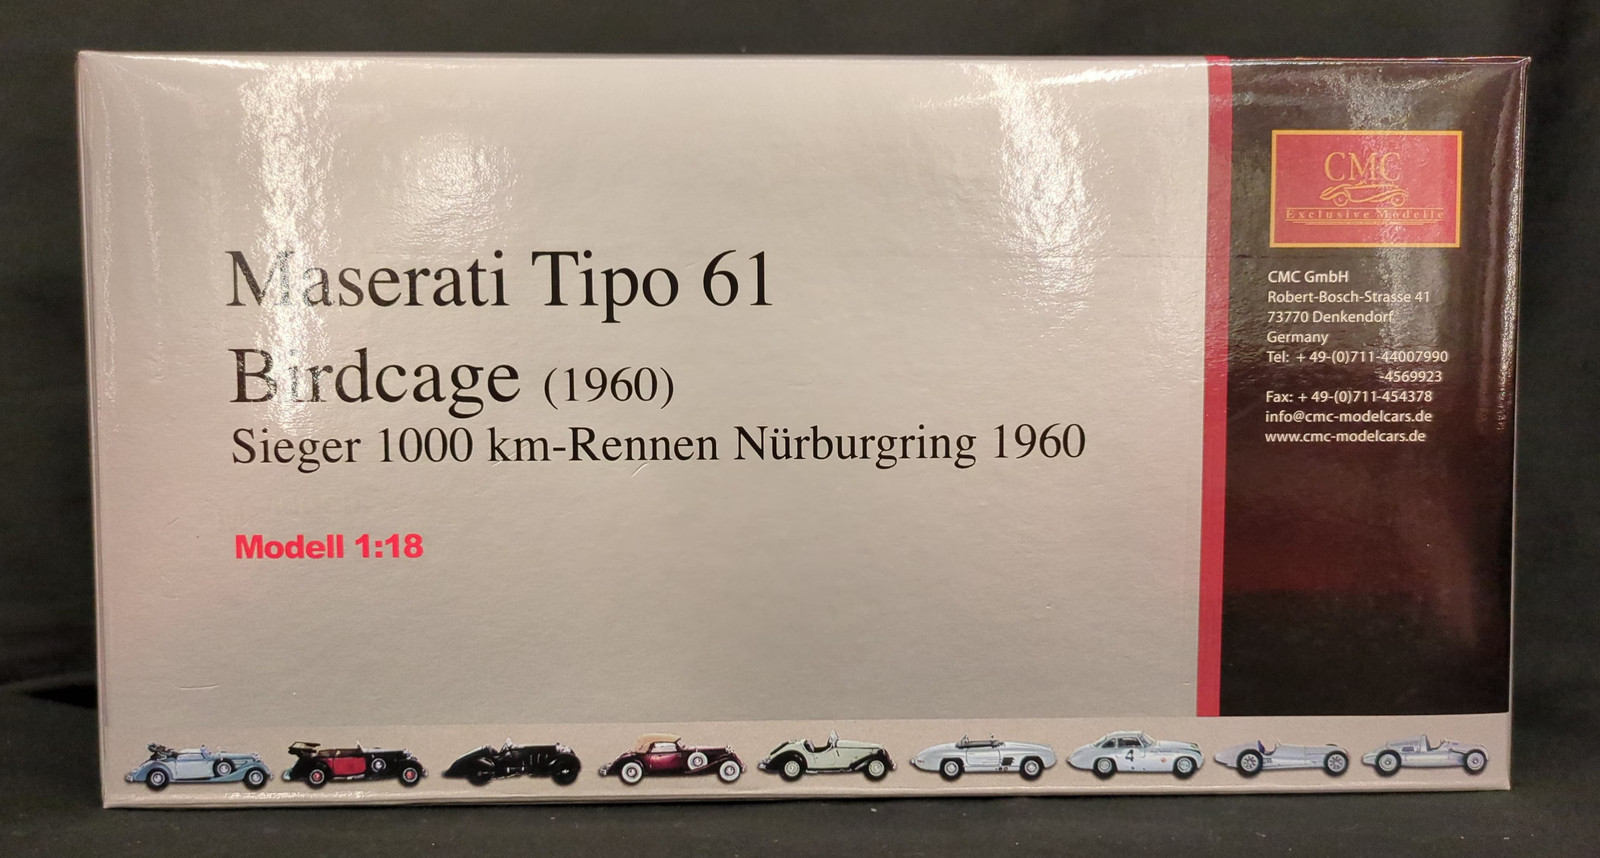 Maserati Tipo 61
Birdcage (1960)
Sieger 1000 km-Rennen Nürburgring 1960
Modell 1:18
CMC
Exclusive Modelle
CMC GmbH
Robert-Bosch-Strasse 41
73770 Denkendorf
Germany
Tel: + 49-(0)711-44007990
-4569923
Fax: + 49-(0)711-454378
info@cmc-modelcars.de
www.cmc-modelcars.de
4